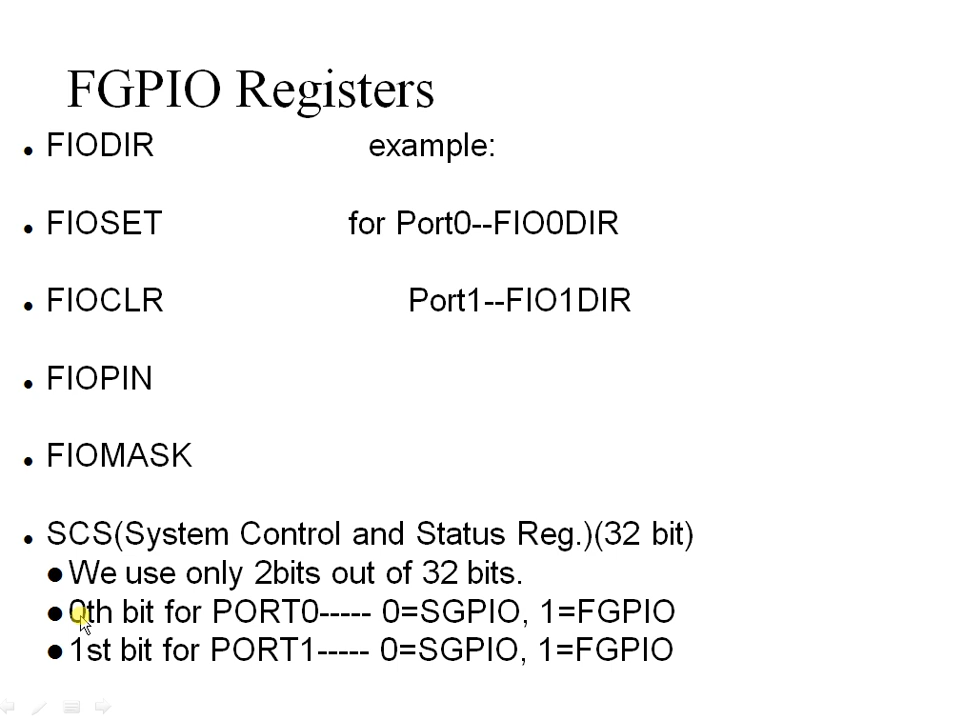 FGPIO Registers
FIODIR example:
FIOSET for Port0--FIO0DIR
FIOCLR Port1--FIO1DIR
FIOPIN
FIOMASK
SCS(System Control and Status Reg.)(32 bit)
We use only 2bits out of 32 bits.
0th bit for PORT0----- 0=SGPIO, 1=FGPIO
1st bit for PORT1----- 0=SGPIO, 1=FGPIO